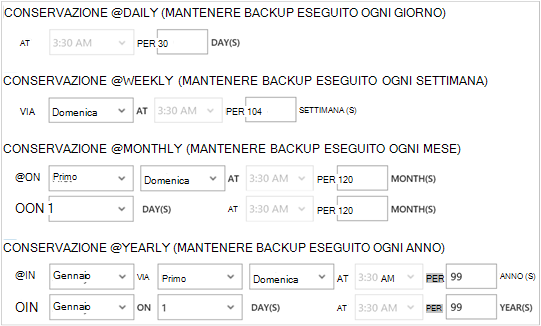 CONSERVAZIONE @DAILY (MANTENERE BACKUP ESEGUITO OGNI GIORNO)
AT 3:30 AM PER 30 DAY(S)
CONSERVAZIONE @WEEKLY (MANTENERE BACKUP ESEGUITO OGNI SETTIMANA)
VIA Domenica AT 3:30 AM PER 104 SETTIMANA (S)
CONSERVAZIONE @MONTHLY (MANTENERE BACKUP ESEGUITO OGNI MESE)
@ON Primo Domenica AT 3:30 AM PER 120 MONTH(S)
OON 1 DAY(S) AT 3:30 AM PER 120 MONTH(S)
CONSERVAZIONE @YEARLY (MANTENERE BACKUP ESEGUITO OGNI ANNO)
@IN Gennaio VIA Primo Domenica AT 3:30 AM PER 99 ANNO (S)
OIN Gennaio ON 1 DAY(S) AT 3:30 AM PER 99 YEAR(S)